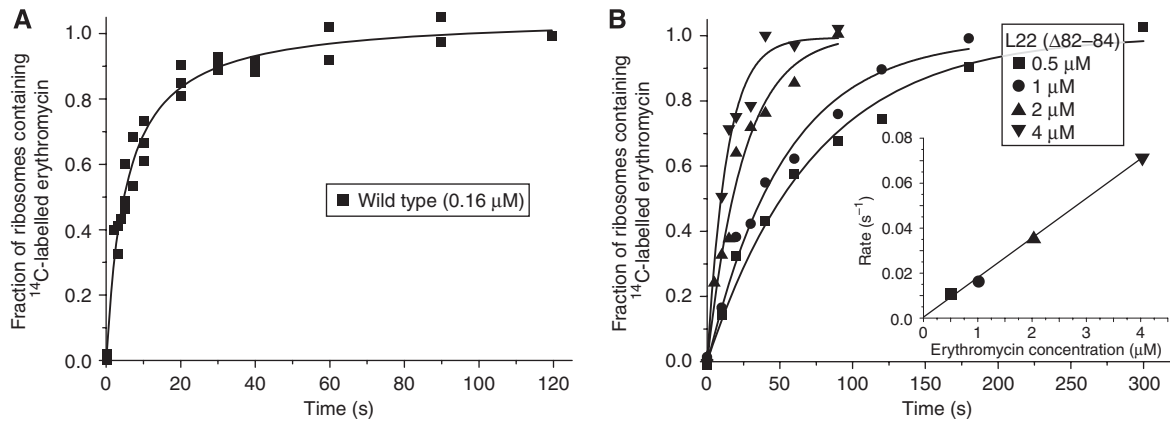 A
Fraction of ribosomes containing
¹⁴C-labelled erythromycin
1.0
0.8
0.6
0.4
0.2
0.0
0 20 40 60 80 100 120
Time (s)
Wild type (0.16 μM)
B
Fraction of ribosomes containing
¹⁴C-labelled erythromycin
1.0
0.8
0.6
0.4
0.2
0.0
0 50 100 150 200 250 300
Time (s)
L22 (Δ82–84)
0.5 μM
1 μM
2 μM
4 μM
Rate (s⁻¹)
0.08
0.06
0.04
0.02
0.0
0 1 2 3 4
Erythromycin concentration (μM)